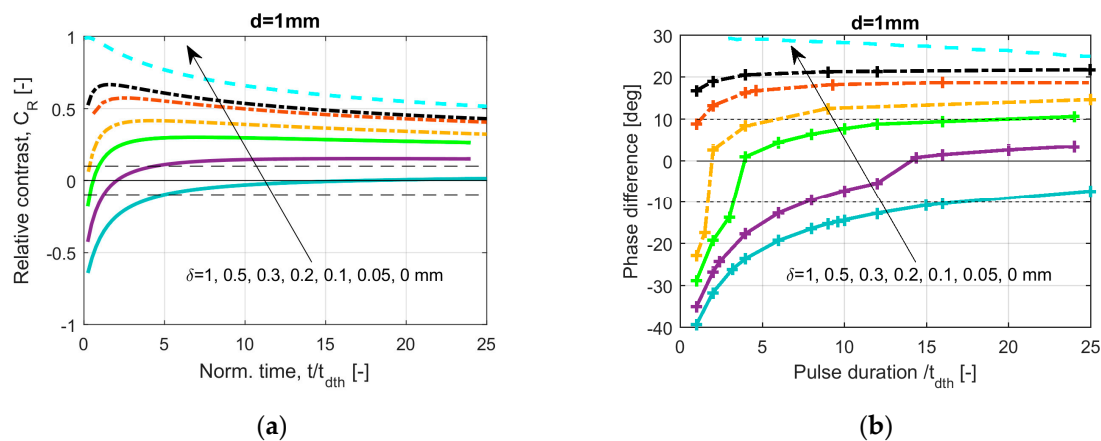 d=1mm
1
0.5
0
-0.5
-1
Relative contrast, C_R [-]
δ=1, 0.5, 0.3, 0.2, 0.1, 0.05, 0 mm
0 5 10 15 20 25
Norm. time, t/t_dth [-]
(a)
d=1mm
30
20
10
0
-10
-20
-30
-40
Phase difference [deg]
δ=1, 0.5, 0.3, 0.2, 0.1, 0.05, 0 mm
0 5 10 15 20 25
Pulse duration /t_dth [-]
(b)